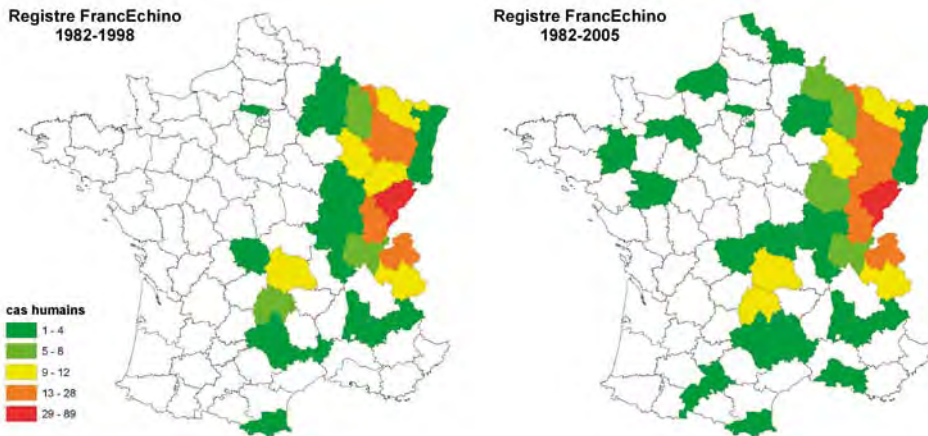 Registre FrancEchino
1982-1998
Registre FrancEchino
1982-2005
cas humains
1 - 4
5 - 8
9 - 12
13 - 28
29 - 89